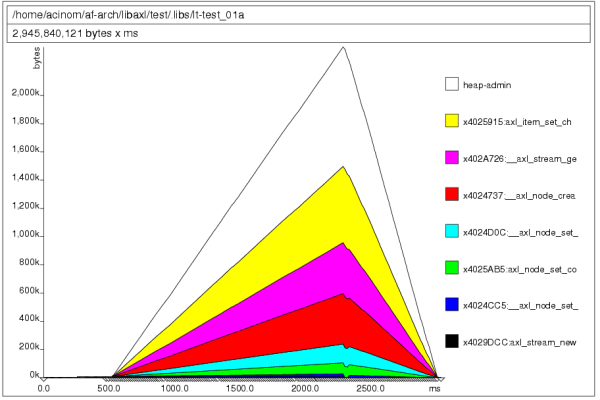 /home/acinom/af-arch/libaxl/test/.libs/lt-test_01a
2,945,840,121 bytes x ms
bytes
2,000k
1,800k
1,600k
1,400k
1,200k
1,000k
800k
600k
400k
200k
0k
0.0 500.0 1000.0 1500.0 2000.0 2500.0 ms
heap-admin
x4025915:axl_item_set_ch
x402A726:__axl_stream_ge
x4024737:__axl_node_crea
x4024D0C:__axl_node_set_
x4025AB5:axl_node_set_co
x4024CC5:__axl_node_set_
x4029DCC:axl_stream_new